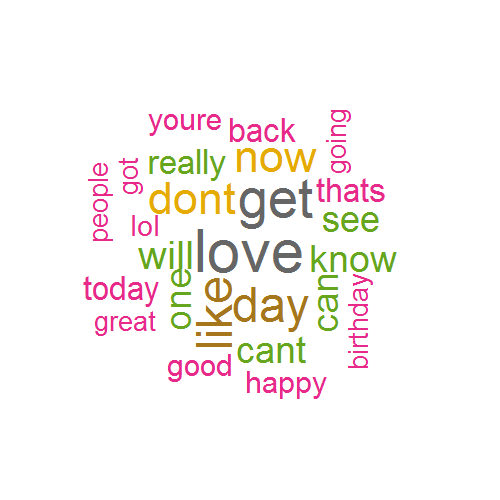 youre
back
going
really
now
people
got
dont
get
thats
lol
see
will
love
know
today
one
like
day
can
great
birthday
cant
good
happy